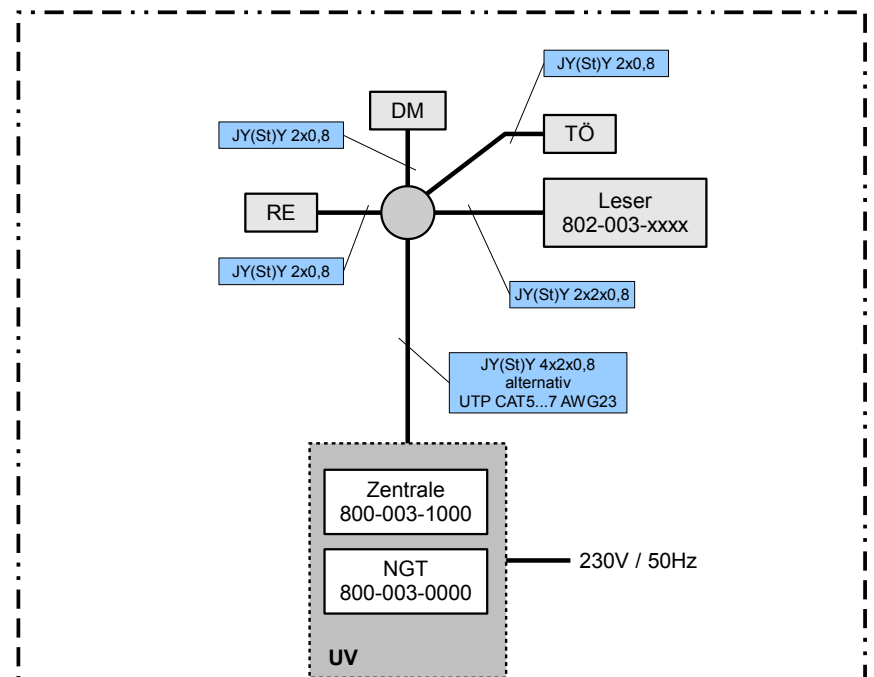 JY(St)Y 2x0,8
DM
JY(St)Y 2x0,8
TÖ
RE
Leser
802-003-xxxx
JY(St)Y 2x0,8
JY(St)Y 2x2x0,8
JY(St)Y 4x2x0,8
alternativ
UTP CAT5...7 AWG23
Zentrale
800-003-1000
NGT
800-003-0000
230V / 50Hz
UV